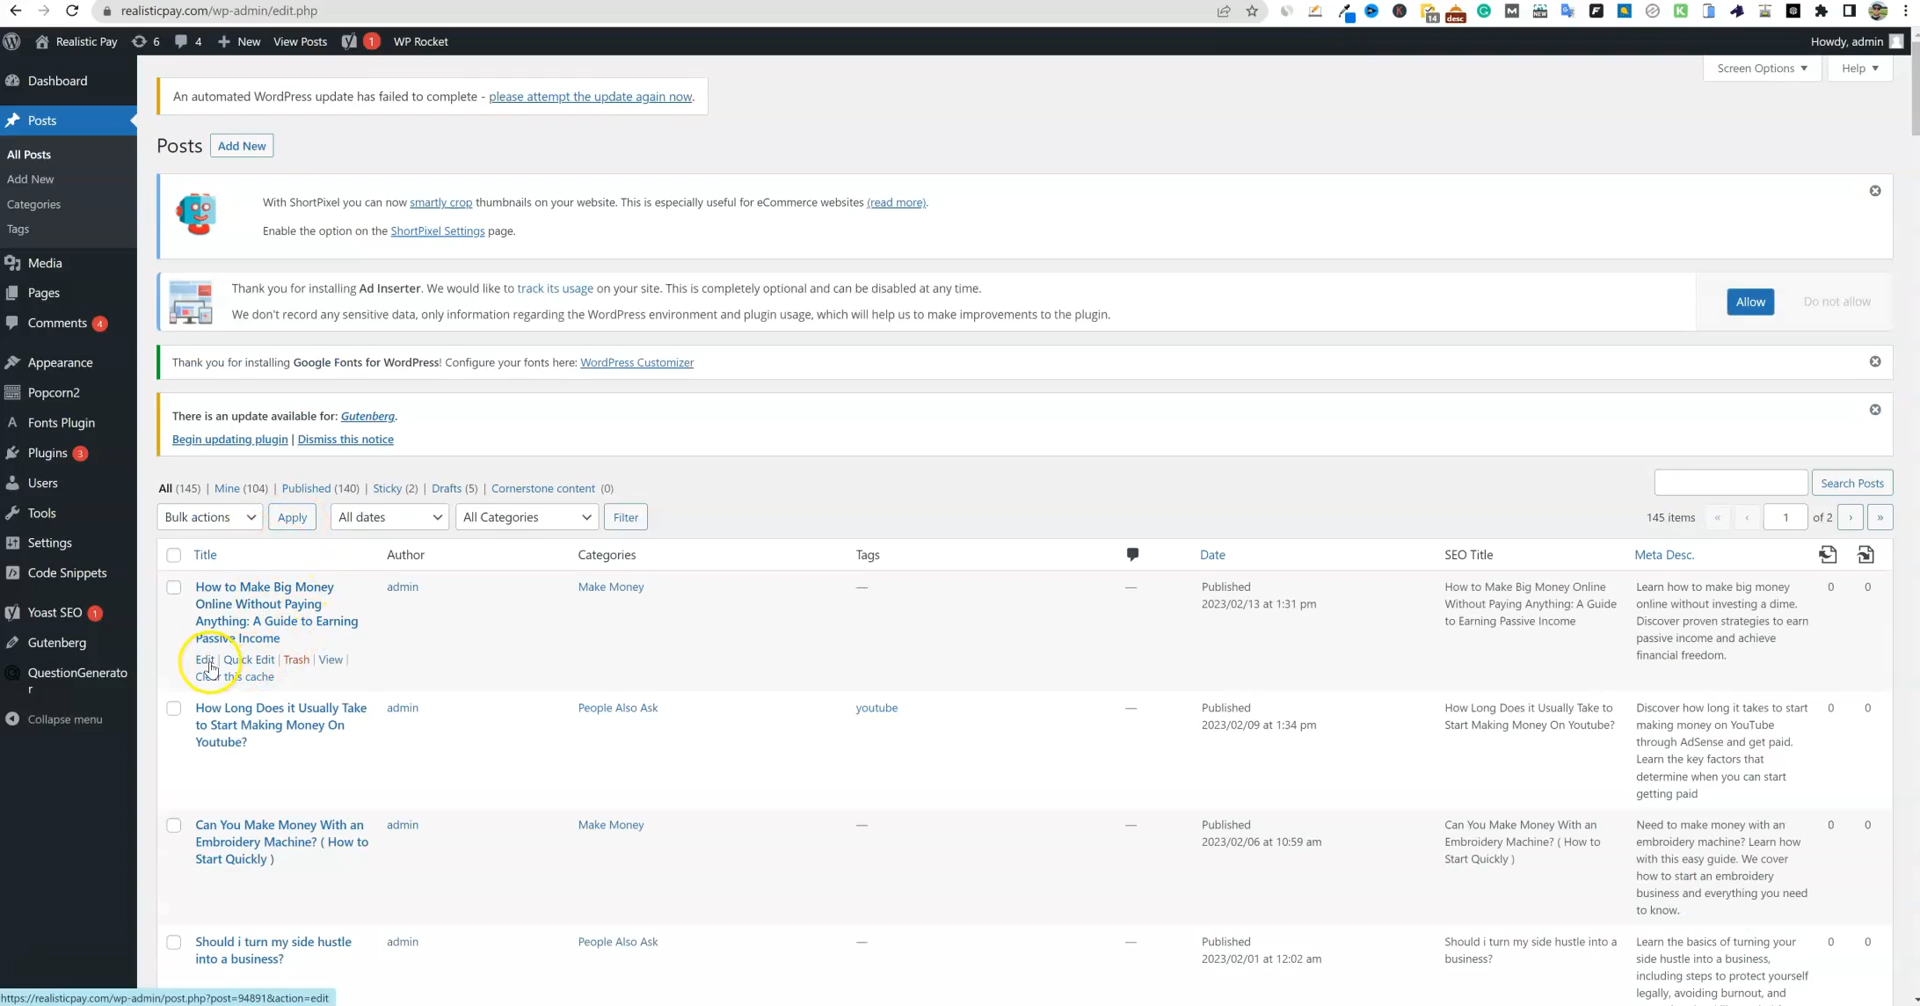 realisticpay.com/wp-admin/edit.php
14
desc
NEW
Realistic Pay
6
4
New
View Posts
1
WP Rocket
Howdy, admin
Dashboard
Posts
All Posts
Add New
Categories
Tags
Media
Pages
Comments 4
Appearance
Popcorn2
Fonts Plugin
Plugins 3
Users
Tools
Settings
Code Snippets
Yoast SEO 1
Gutenberg
QuestionGenerato
r
Collapse menu
Screen Options
Help
An automated WordPress update has failed to complete - please attempt the update again now.
Posts
Add New
With ShortPixel you can now smartly crop thumbnails on your website. This is especially useful for eCommerce websites (read more).
Enable the option on the ShortPixel Settings page.
Thank you for installing Ad Inserter. We would like to track its usage on your site. This is completely optional and can be disabled at any time.
We don't record any sensitive data, only information regarding the WordPress environment and plugin usage, which will help us to make improvements to the plugin.
Allow
Do not allow
Thank you for installing Google Fonts for WordPress! Configure your fonts here: WordPress Customizer
There is an update available for: Gutenberg.
Begin updating plugin | Dismiss this notice
All (145) | Mine (104) | Published (140) | Sticky (2) | Drafts (5) | Cornerstone content (0)
Search Posts
Bulk actions
Apply
All dates
All Categories
Filter
145 items « ‹ 1 of 2 › »
Title
Author
Categories
Tags
Date
SEO Title
Meta Desc.
How to Make Big Money
Online Without Paying
Anything: A Guide to Earning
Passive Income
Edit | Quick Edit | Trash | View |
Clear this cache
admin
Make Money
—
—
Published
2023/02/13 at 1:31 pm
How to Make Big Money Online
Without Paying Anything: A Guide
to Earning Passive Income
Learn how to make big money
online without investing a dime.
Discover proven strategies to earn
passive income and achieve
financial freedom.
0
0
How Long Does it Usually Take
to Start Making Money On
Youtube?
admin
People Also Ask
youtube
—
Published
2023/02/09 at 1:34 pm
How Long Does it Usually Take to
Start Making Money On Youtube?
Discover how long it takes to start
making money on YouTube
through AdSense and get paid.
Learn the key factors that
determine when you can start
getting paid
0
0
Can You Make Money With an
Embroidery Machine? ( How to
Start Quickly )
admin
Make Money
—
—
Published
2023/02/06 at 10:59 am
Can You Make Money With an
Embroidery Machine? ( How to
Start Quickly )
Need to make money with an
embroidery machine? Learn how
with this easy guide. We cover
how to start an embroidery
business and everything you need
to know.
0
0
Should i turn my side hustle
into a business?
admin
People Also Ask
—
—
Published
2023/02/01 at 12:02 am
Should i turn my side hustle into a
business?
Learn the basics of turning your
side hustle into a business,
including steps to protect yourself
legally, avoiding burnout, and
0
0
https://realisticpay.com/wp-admin/post.php?post=94891&action=edit